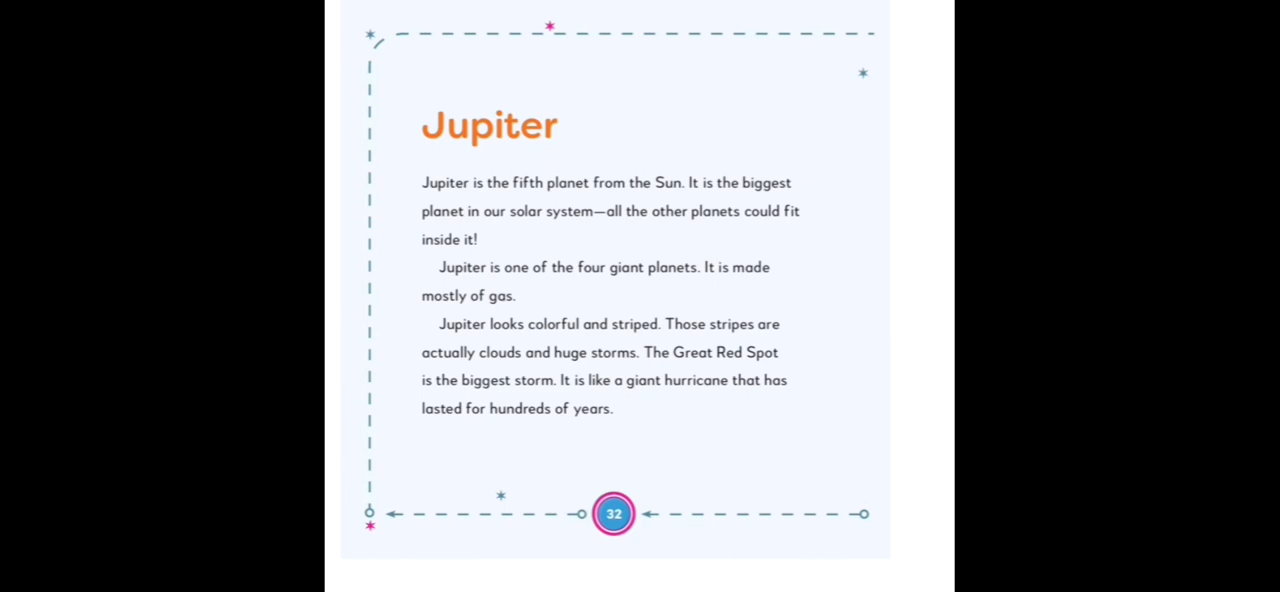 Jupiter
Jupiter is the fifth planet from the Sun. It is the biggest
planet in our solar system—all the other planets could fit
inside it!
Jupiter is one of the four giant planets. It is made
mostly of gas.
Jupiter looks colorful and striped. Those stripes are
actually clouds and huge storms. The Great Red Spot
is the biggest storm. It is like a giant hurricane that has
lasted for hundreds of years.
32